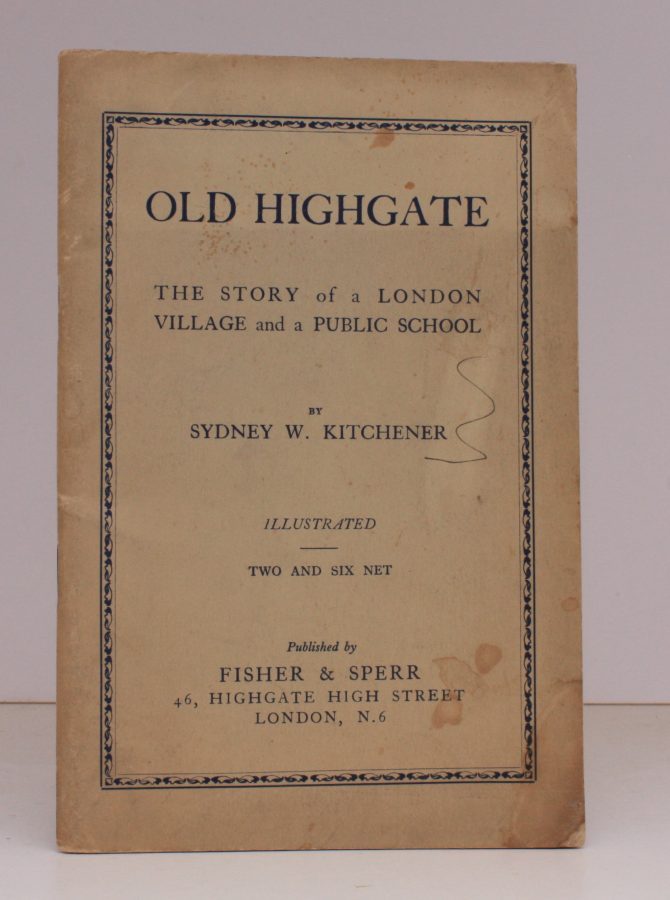 OLD HIGHGATE
THE STORY of a LONDON
VILLAGE and a PUBLIC SCHOOL
BY
SYDNEY W. KITCHENER
ILLUSTRATED
TWO AND SIX NET
Published by
FISHER & SPERR
46, HIGHGATE HIGH STREET
LONDON, N.6